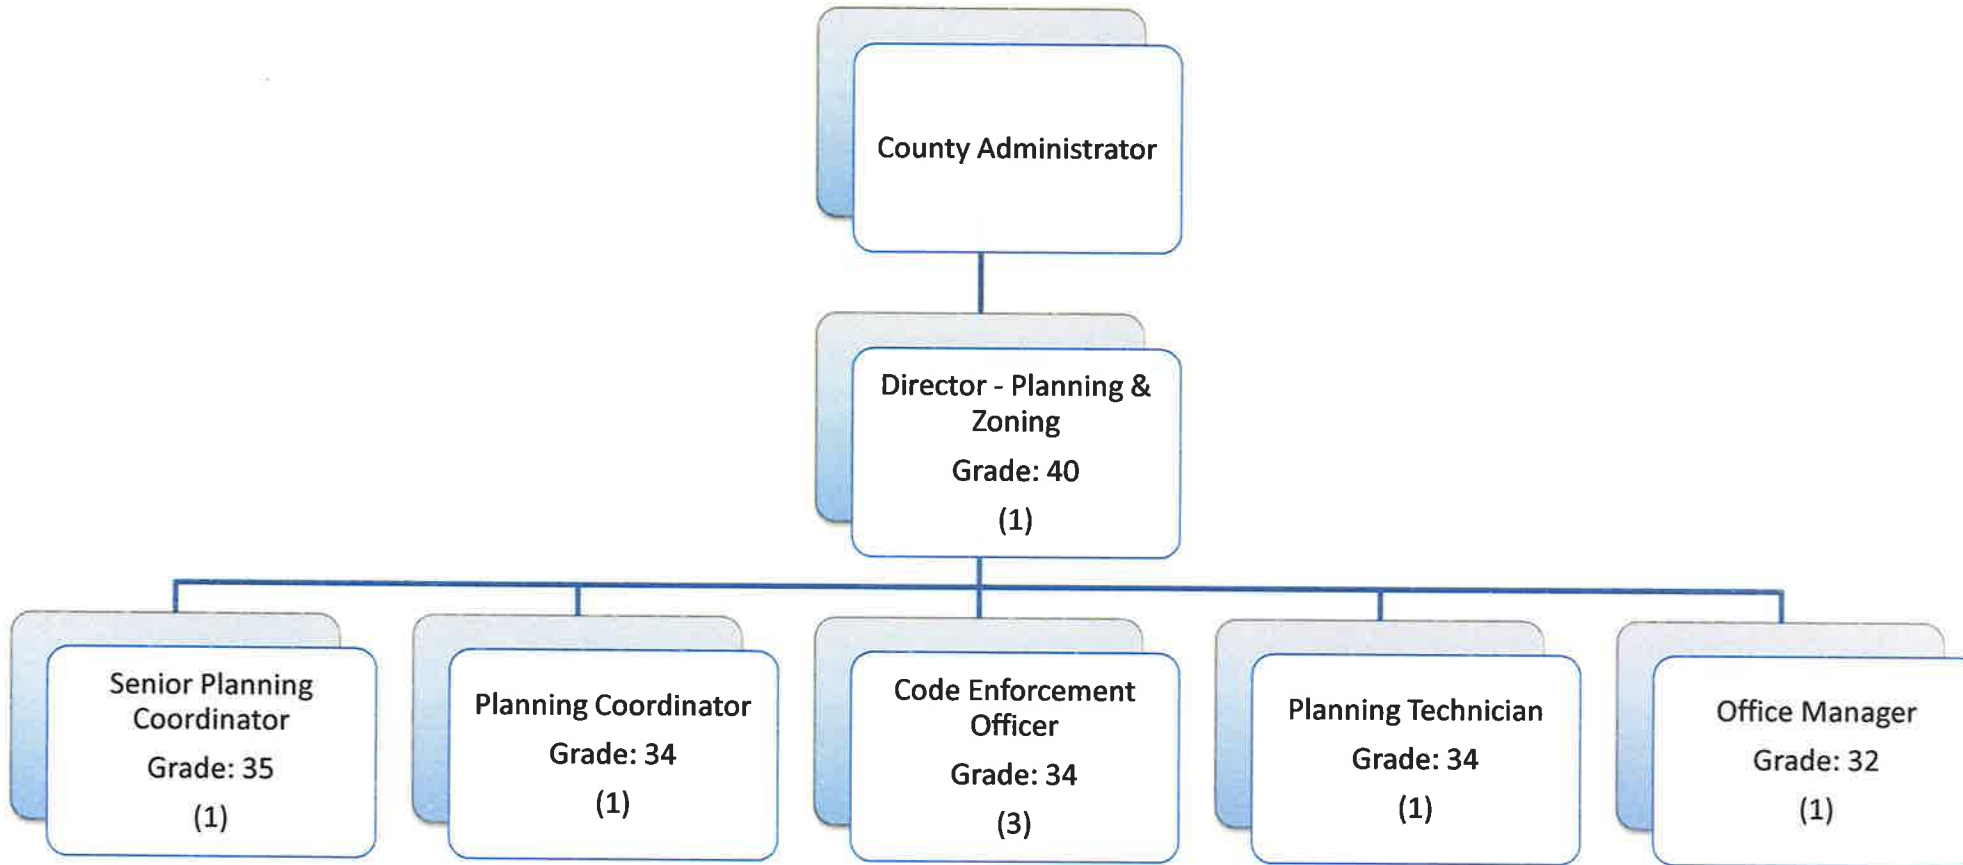 County Administrator
Director - Planning &
Zoning
Grade: 40
(1)
Senior Planning
Coordinator
Grade: 35
(1)
Planning Coordinator
Grade: 34
(1)
Code Enforcement
Officer
Grade: 34
(3)
Planning Technician
Grade: 34
(1)
Office Manager
Grade: 32
(1)